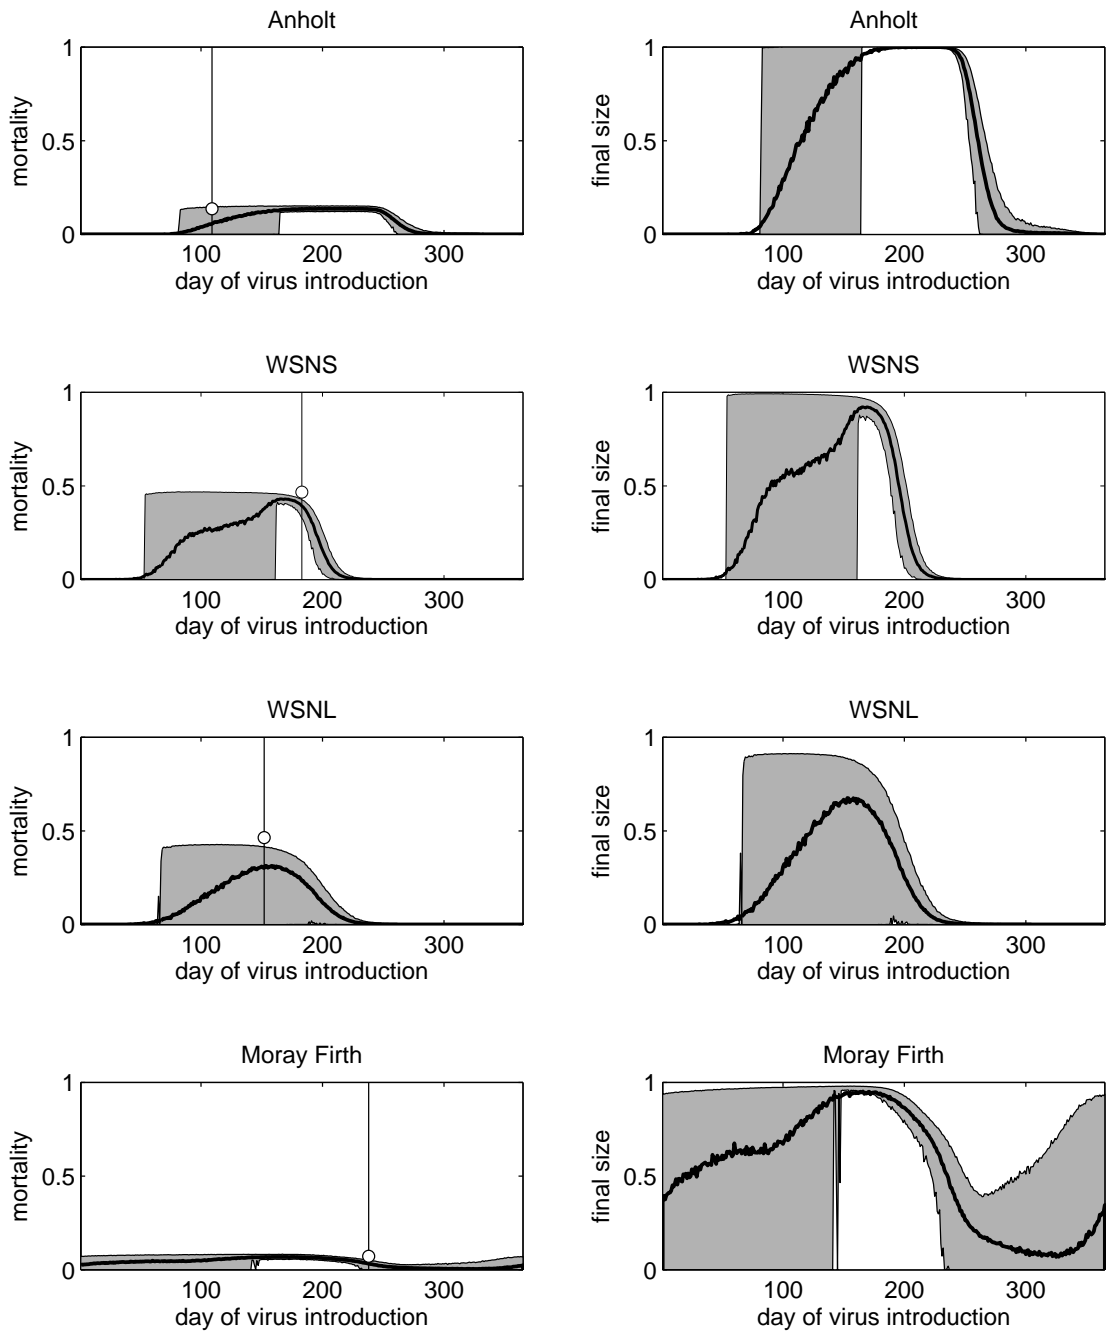 Anholt
mortality
1
0.5
0
100 200 300
day of virus introduction
Anholt
final size
1
0.5
0
100 200 300
day of virus introduction
WSNS
mortality
1
0.5
0
100 200 300
day of virus introduction
WSNS
final size
1
0.5
0
100 200 300
day of virus introduction
WSNL
mortality
1
0.5
0
100 200 300
day of virus introduction
WSNL
final size
1
0.5
0
100 200 300
day of virus introduction
Moray Firth
mortality
1
0.5
0
100 200 300
day of virus introduction
Moray Firth
final size
1
0.5
0
100 200 300
day of virus introduction